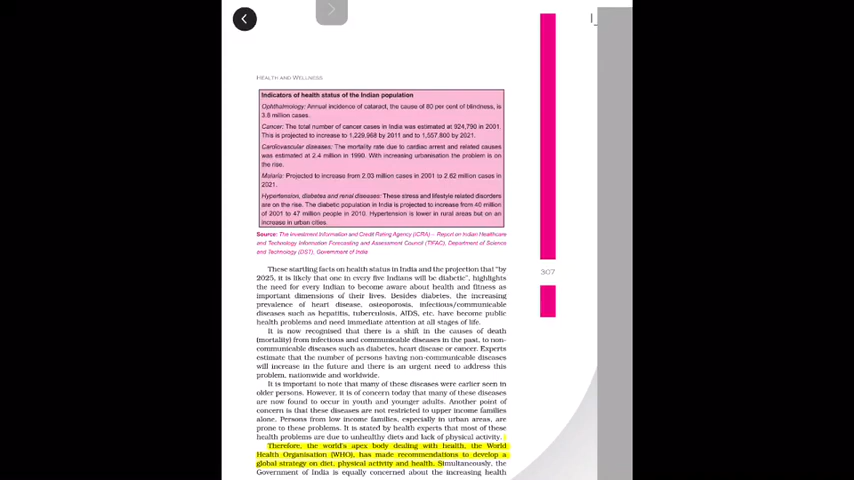 HEALTH AND WELLNESS
Indicators of health status of the Indian population
Ophthalmology: Annual incidence of cataract, the cause of 80 per cent of blindness, is
3.8 million cases.
Cancer: The total number of cancer cases in India was estimated at 924,790 in 2001.
This is projected to increase to 1,229,968 by 2011 and to 1,557,800 by 2021.
Cardiovascular diseases: The mortality rate due to cardiac arrest and related causes
was estimated at 2.4 million in 1990. With increasing urbanisation the problem is on
the rise.
Malaria: Projected to increase from 2.03 million cases in 2001 to 2.62 million cases in
2021.
Hypertension, diabetes and renal diseases: These stress and lifestyle related disorders
are on the rise. The diabetic population in India is projected to increase from 40 million
of 2001 to 47 million people in 2010. Hypertension is lower in rural areas but on an
increase in urban cities.
Source: The Investment Information and Credit Rating Agency (ICRA) – Report on Indian Healthcare
and Technology Information Forecasting and Assessment Council (TIFAC), Department of Science
and Technology (DST), Government of India
307
These startling facts on health status in India and the projection that "by
2025, it is likely that one in every five Indians will be diabetic", highlights
the need for every Indian to become aware about health and fitness as
important dimensions of their lives. Besides diabetes, the increasing
prevalence of heart disease, osteoporosis, infectious/communicable
diseases such as hepatitis, tuberculosis, AIDS, etc. have become public
health problems and need immediate attention at all stages of life.
It is now recognised that there is a shift in the causes of death
(mortality) from infectious and communicable diseases in the past, to non-
communicable diseases such as diabetes, heart disease or cancer. Experts
estimate that the number of persons having non-communicable diseases
will increase in the future and there is an urgent need to address this
problem, nationwide and worldwide.
It is important to note that many of these diseases were earlier seen in
older persons. However, it is of concern today that many of these diseases
are now found to occur in youth and younger adults. Another point of
concern is that these diseases are not restricted to upper income families
alone. Persons from low income families, especially in urban areas, are
prone to these problems. It is stated by health experts that most of these
health problems are due to unhealthy diets and lack of physical activity.
Therefore, the world's apex body dealing with health, the World
Health Organisation (WHO), has made recommendations to develop a
global strategy on diet, physical activity and health. Simultaneously, the
Government of India is equally concerned about the increasing health